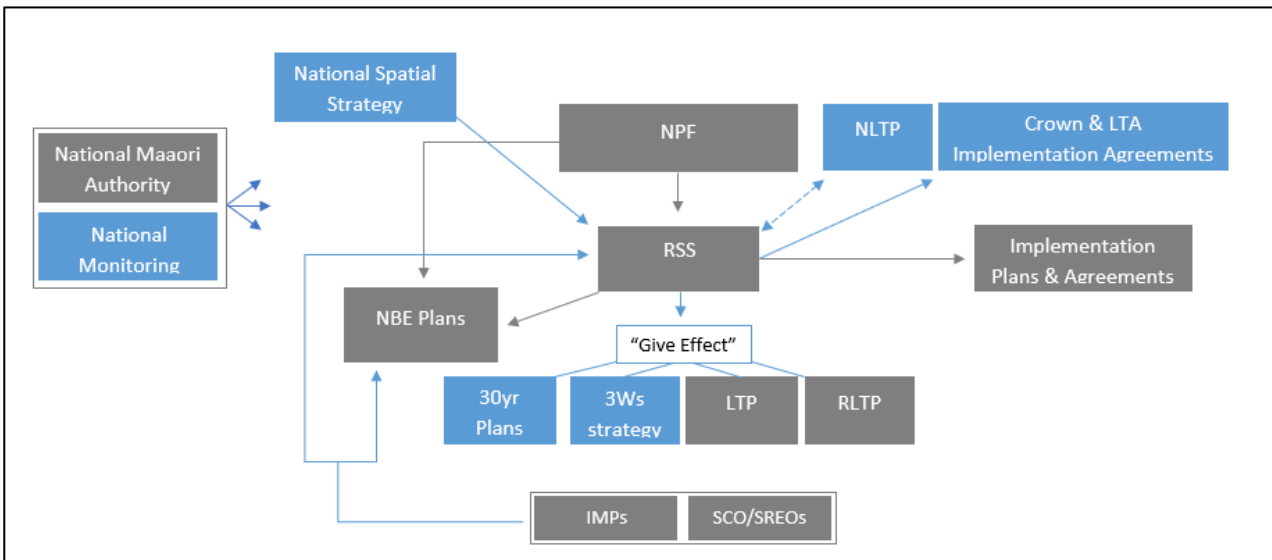 National Spatial
Strategy
NPF
NLTP
Crown & LTA
Implementation Agreements
National Maaori
Authority
National
Monitoring
RSS
Implementation
Plans & Agreements
NBE Plans
“Give Effect”
30yr
Plans
3Ws
strategy
LTP
RLTP
IMPs
SCO/SREOs